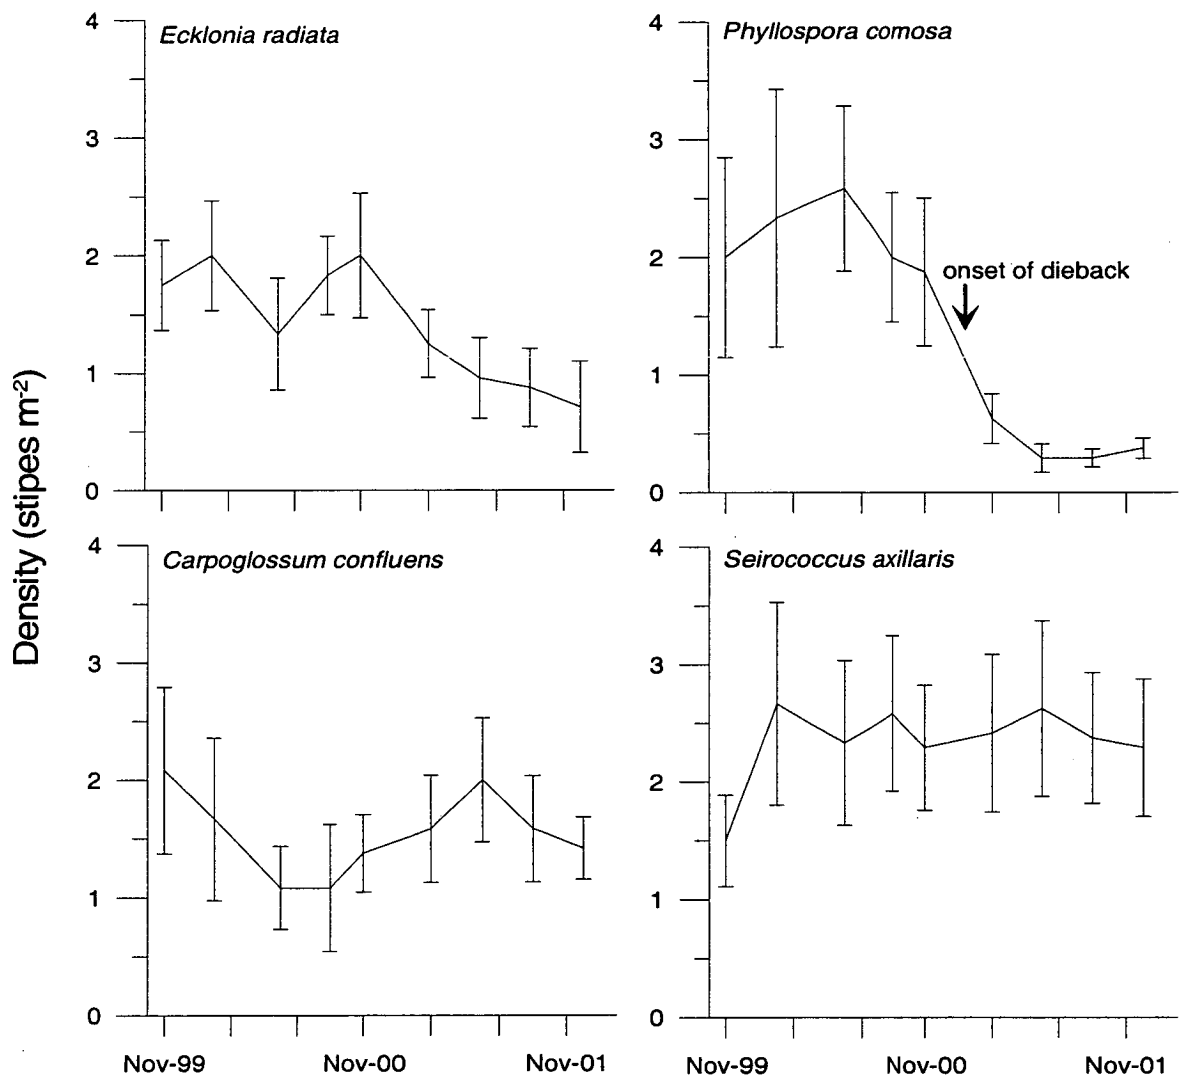 Density (stipes m-2)
Ecklonia radiata
4
3
2
1
0
Phyllospora comosa
4
3
2
1
0
onset of dieback
Carpoglossum confluens
4
3
2
1
0
Nov-99 Nov-00 Nov-01
Seirococcus axillaris
4
3
2
1
0
Nov-99 Nov-00 Nov-01